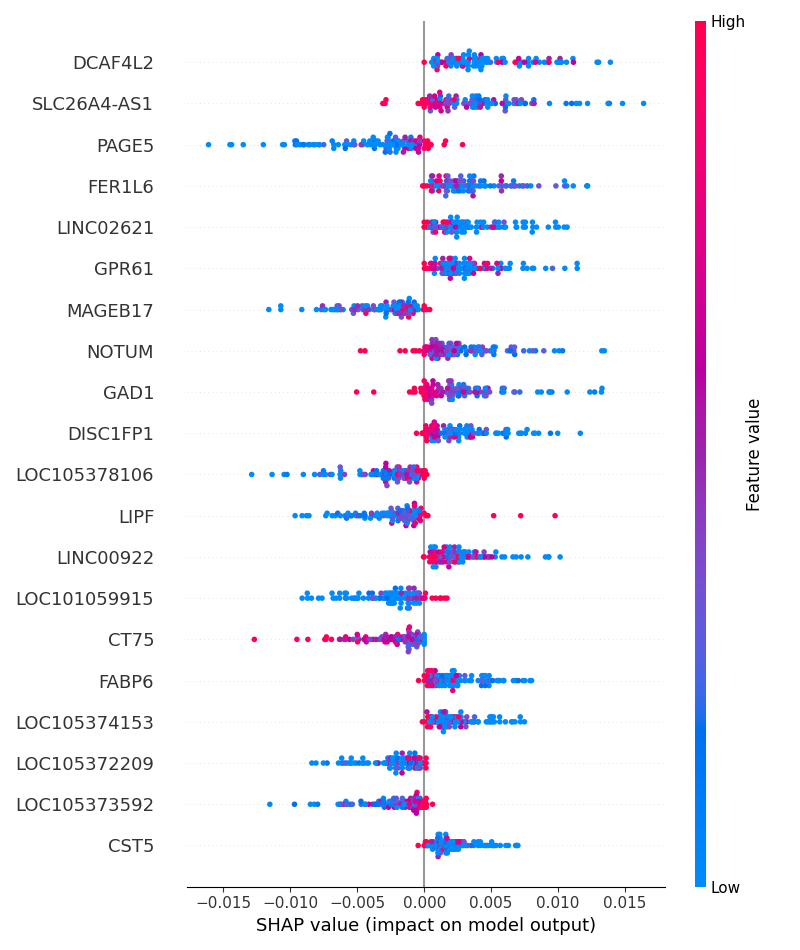 High
DCAF4L2
SLC26A4-AS1
PAGE5
FER1L6
LINC02621
GPR61
MAGEB17
NOTUM
GAD1
DISC1FP1
LOC105378106
LIPF
LINC00922
LOC101059915
CT75
FABP6
LOC105374153
LOC105372209
LOC105373592
CST5
Feature value
Low
−0.015 −0.010 −0.005 0.000 0.005 0.010 0.015
SHAP value (impact on model output)